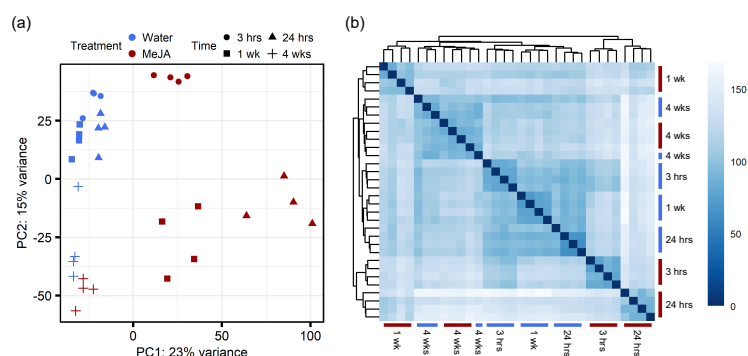 (a)
Treatment Water MeJA
Time 3 hrs 24 hrs
1 wk 4 wks
PC2: 15% variance
25
0
-25
-50
0 50 100
PC1: 23% variance
(b)
1 wk
4 wks
4 wks
4 wks
3 hrs
1 wk
24 hrs
3 hrs
24 hrs
1 wk
4 wks
4 wks
4 wks
3 hrs
1 wk
24 hrs
3 hrs
24 hrs
150
100
50
0